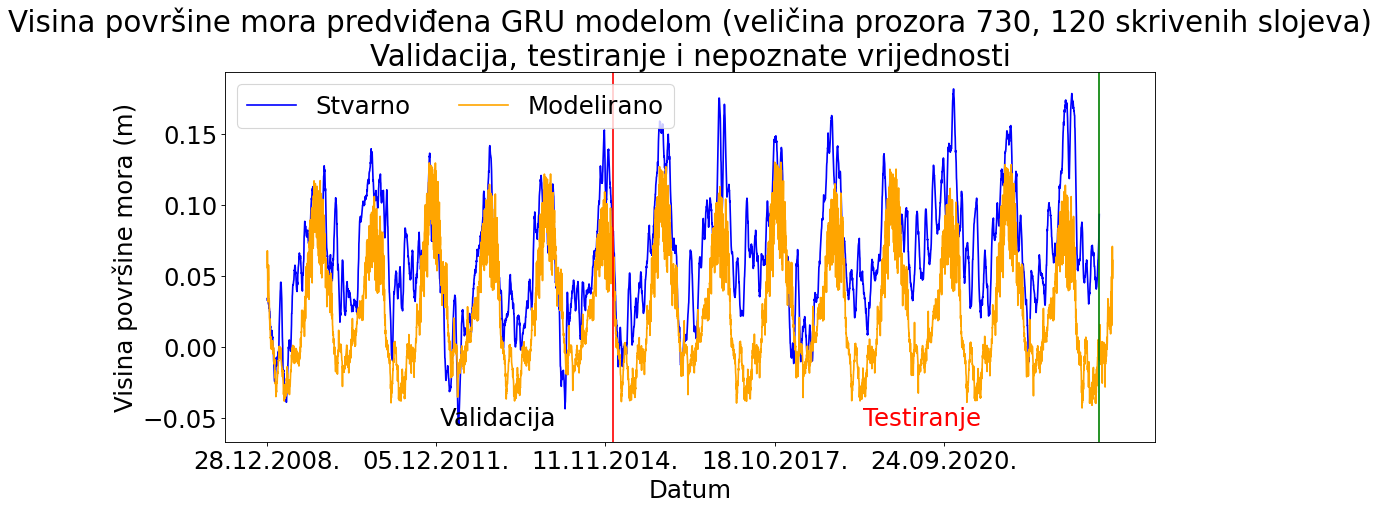 Visina površine mora predviđena GRU modelom (veličina prozora 730, 120 skrivenih slojeva)
Validacija, testiranje i nepoznate vrijednosti
Stvarno
Modelirano
Visina površine mora (m)
0.15
0.10
0.05
0.00
−0.05
Validacija
Testiranje
28.12.2008.
05.12.2011.
11.11.2014.
18.10.2017.
24.09.2020.
Datum